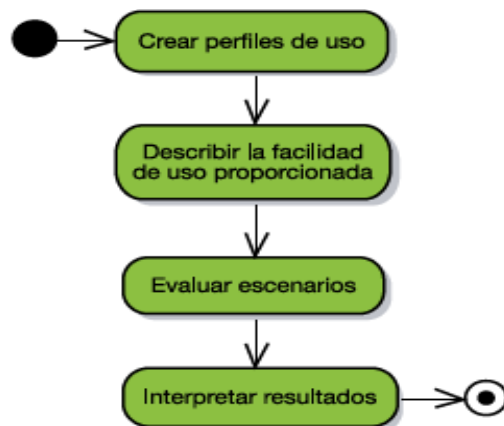 Crear perfiles de uso
Describir la facilidad
de uso proporcionada
Evaluar escenarios
Interpretar resultados